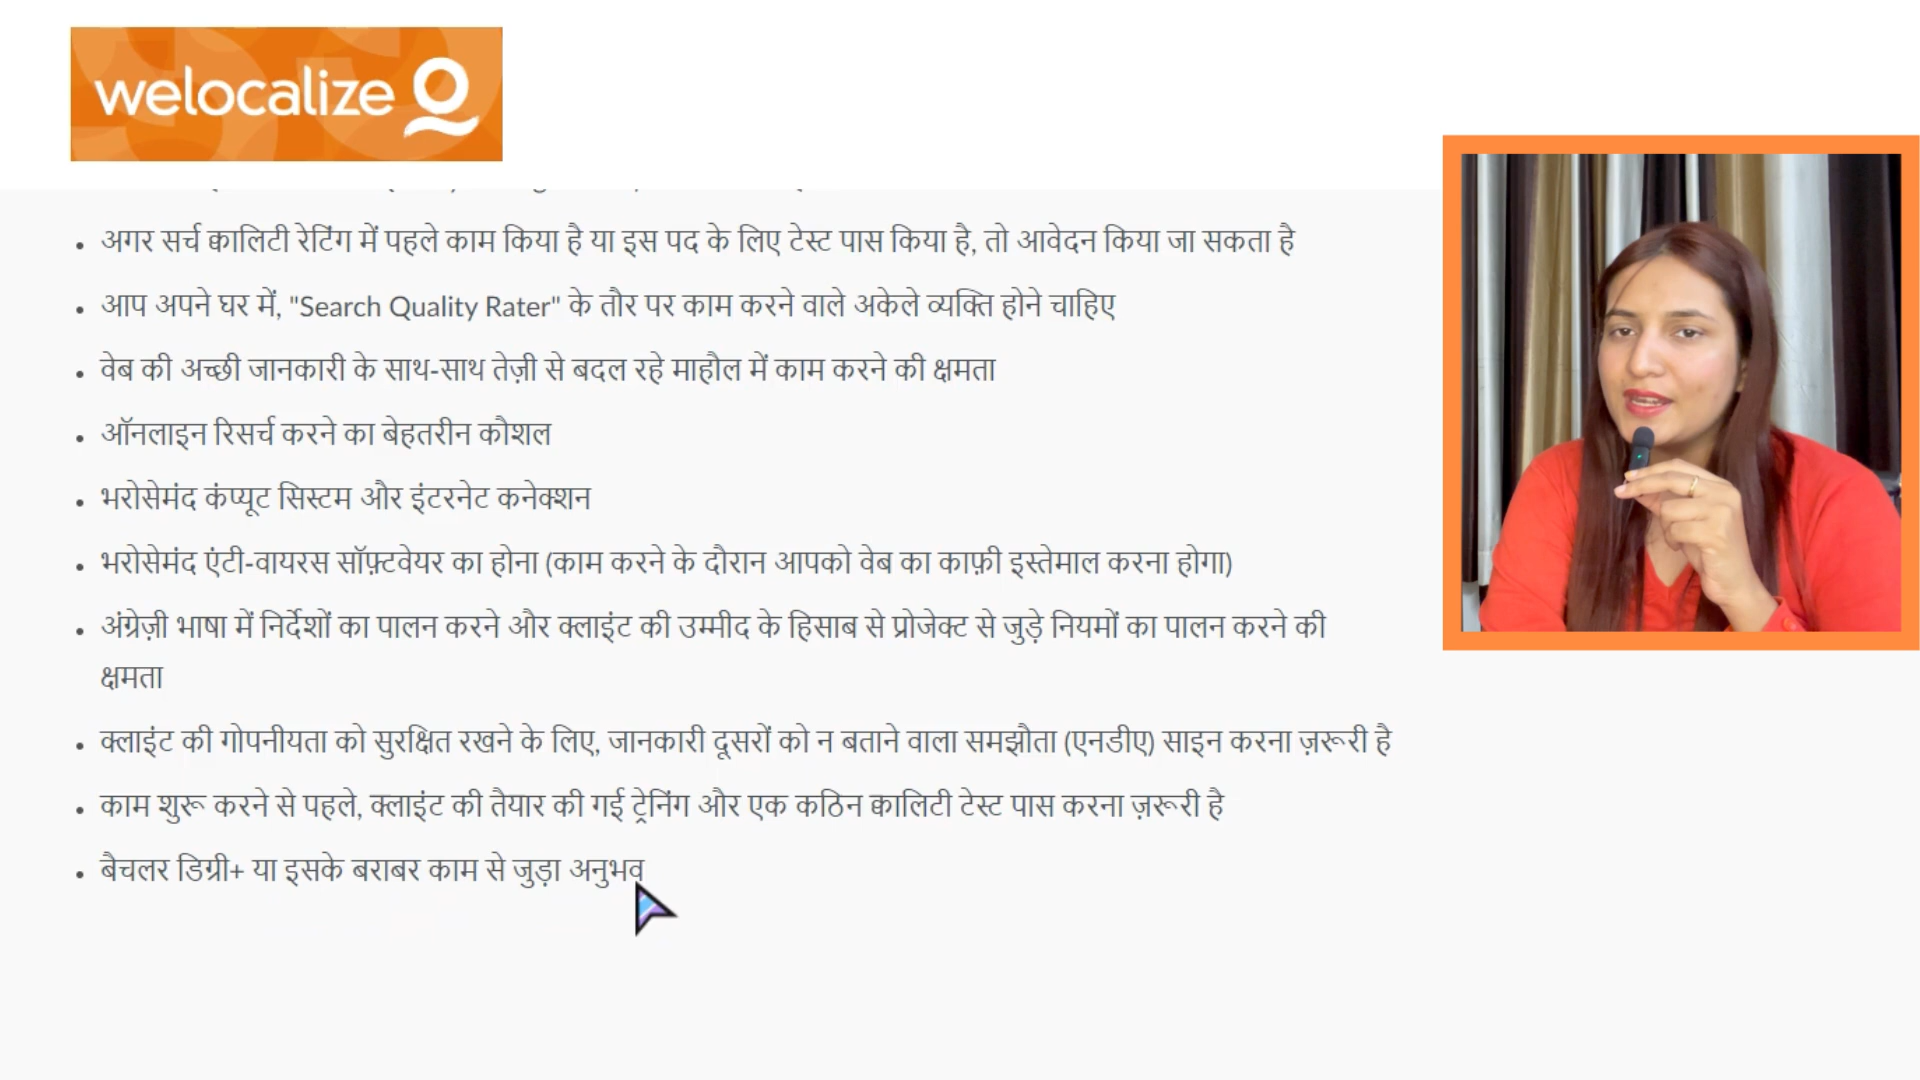 welocalize
• अगर सर्च क्वालिटी रेटिंग में पहले काम किया है या इस पद के लिए टेस्ट पास किया है, तो आवेदन किया जा सकता है
• आप अपने घर में, "Search Quality Rater" के तौर पर काम करने वाले अकेले व्यक्ति होने चाहिए
• वेब की अच्छी जानकारी के साथ-साथ तेज़ी से बदल रहे माहौल में काम करने की क्षमता
• ऑनलाइन रिसर्च करने का बेहतरीन कौशल
• भरोसेमंद कंप्यूट सिस्टम और इंटरनेट कनेक्शन
• भरोसेमंद एंटी-वायरस सॉफ़्टवेयर का होना (काम करने के दौरान आपको वेब का काफ़ी इस्तेमाल करना होगा)
• अंग्रेज़ी भाषा में निर्देशों का पालन करने और क्लाइंट की उम्मीद के हिसाब से प्रोजेक्ट से जुड़े नियमों का पालन करने की
क्षमता
• क्लाइंट की गोपनीयता को सुरक्षित रखने के लिए, जानकारी दूसरों को न बताने वाला समझौता (एनडीए) साइन करना ज़रूरी है
• काम शुरू करने से पहले, क्लाइंट की तैयार की गई ट्रेनिंग और एक कठिन क्वालिटी टेस्ट पास करना ज़रूरी है
• बैचलर डिग्री+ या इसके बराबर काम से जुड़ा अनुभव